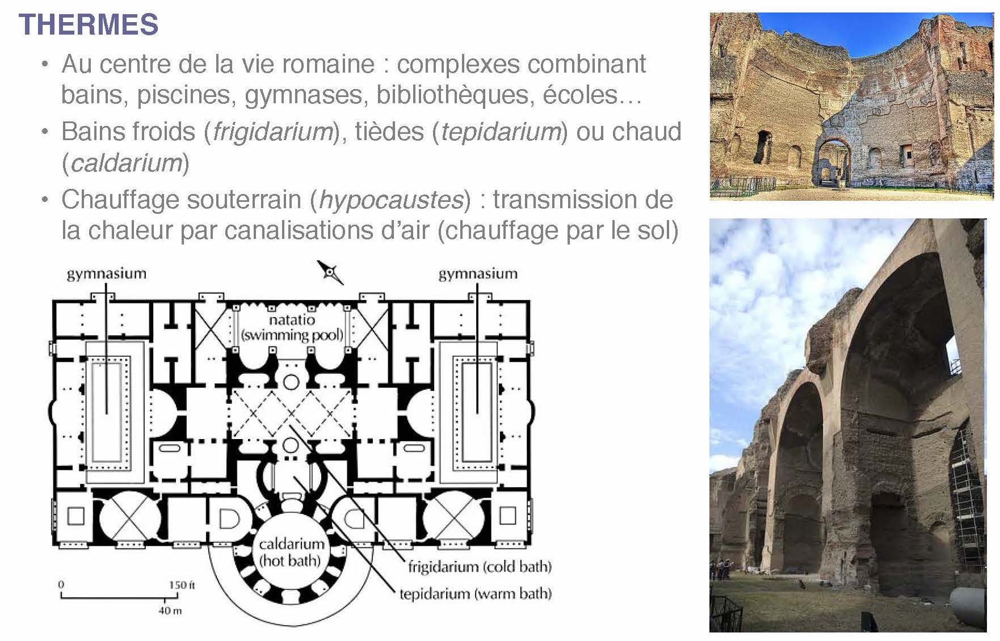 THERMES
• Au centre de la vie romaine : complexes combinant
bains, piscines, gymnases, bibliothèques, écoles…
• Bains froids (frigidarium), tièdes (tepidarium) ou chaud
(caldarium)
• Chauffage souterrain (hypocaustes) : transmission de
la chaleur par canalisations d’air (chauffage par le sol)
gymnasium
gymnasium
natatio
(swimming pool)
caldarium
(hot bath)
frigidarium (cold bath)
tepidarium (warm bath)
0
150 ft
40 m